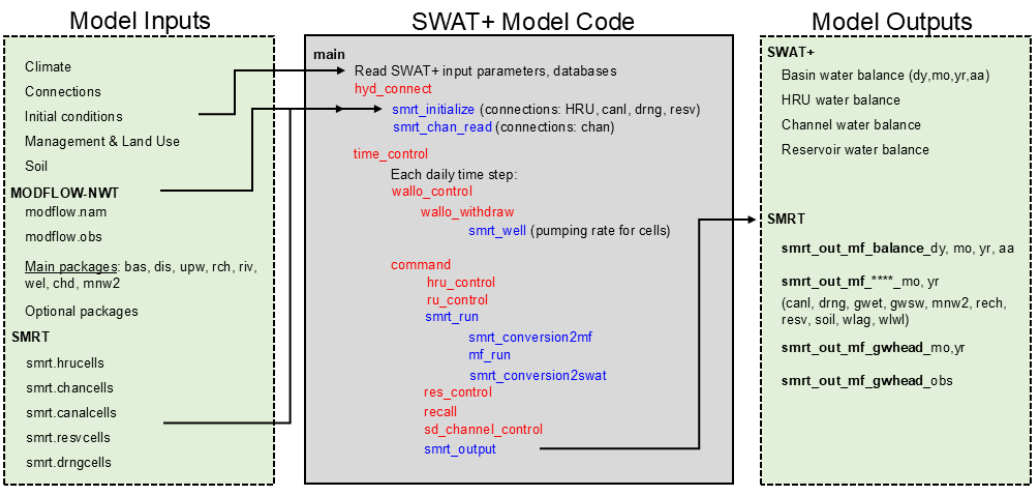 Model Inputs
Climate
Connections
Initial conditions
Management & Land Use
Soil
MODFLOW-NWT
modflow.nam
modflow.obs
Main packages: bas, dis, upw, rch, riv,
wel, chd, mnw2
Optional packages
SMRT
smrt.hrucells
smrt.chancells
smrt.canalcells
smrt.resvcells
smrt.drngcells
SWAT+ Model Code
main
Read SWAT+ input parameters, databases
hyd_connect
smrt_initialize (connections: HRU, canl, drng, resv)
smrt_chan_read (connections: chan)
time_control
Each daily time step:
wallo_control
wallo_withdraw
smrt_well (pumping rate for cells)
command
hru_control
ru_control
smrt_run
smrt_conversion2mf
mf_run
smrt_conversion2swat
res_control
recall
sd_channel_control
smrt_output
Model Outputs
SWAT+
Basin water balance (dy,mo,yr,aa)
HRU water balance
Channel water balance
Reservoir water balance
SMRT
smrt_out_mf_balance_dy, mo, yr, aa
smrt_out_mf_****_mo, yr
(canl, drng, gwet, gwsw, mnw2, rech,
resv, soil, wlag, wlwl)
smrt_out_mf_gwhead_mo,yr
smrt_out_mf_gwhead_obs